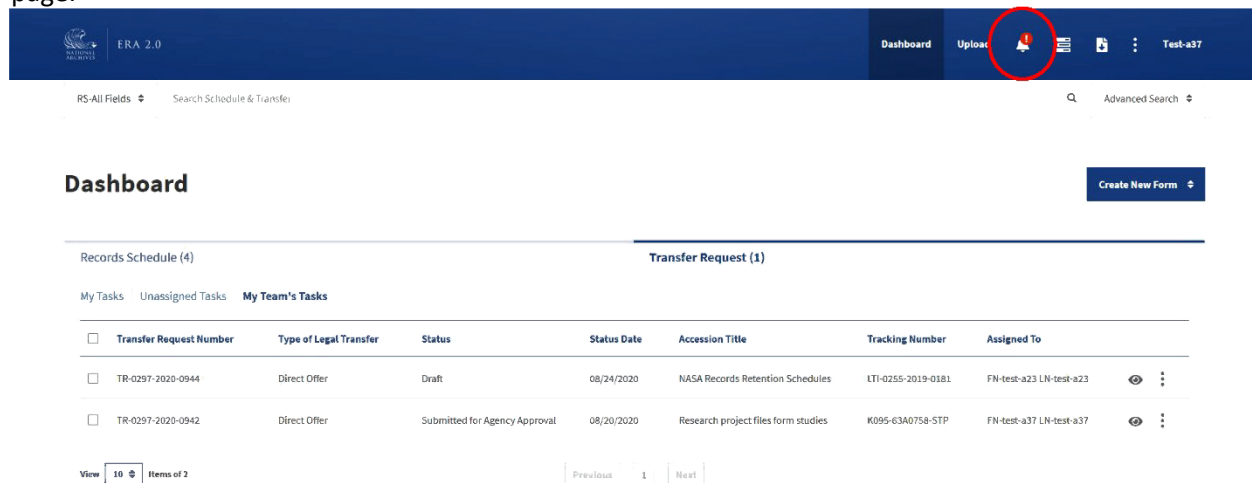 page.
NATIONAL
ARCHIVES
ERA 2.0
Dashboard Upload ! Test-a37
RS-All Fields Search Schedule & Transfer Advanced Search
Dashboard
Create New Form
Records Schedule (4) Transfer Request (1)
My Tasks Unassigned Tasks My Team's Tasks
Transfer Request Number Type of Legal Transfer Status Status Date Accession Title Tracking Number Assigned To
TR-0297-2020-0944 Direct Offer Draft 08/24/2020 NASA Records Retention Schedules LTI-0255-2019-0181 FN-test-a23 LN-test-a23
TR-0297-2020-0942 Direct Offer Submitted for Agency Approval 08/20/2020 Research project files form studies K095-63A0758-STP FN-test-a37 LN-test-a37
View 10 Items of 2 Previous 1 Next